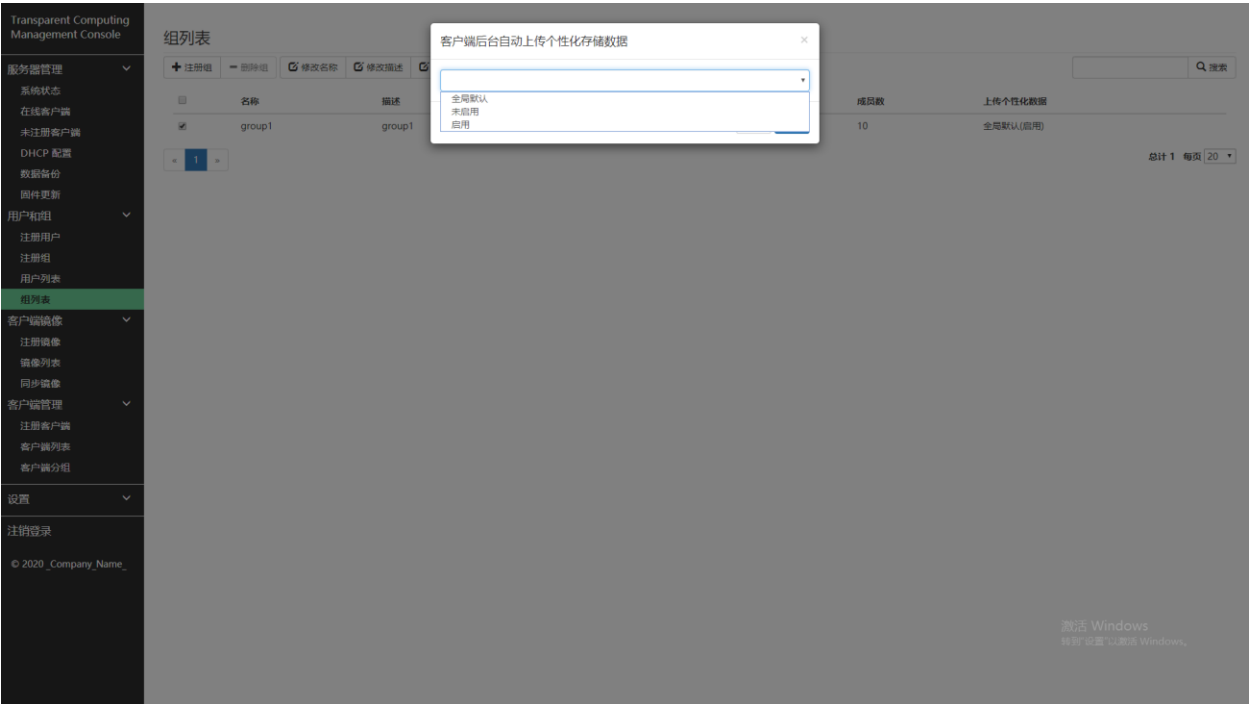 Transparent Computing
Management Console
服务器管理
系统状态
在线客户端
未注册客户端
DHCP 配置
数据备份
固件更新
用户和组
注册用户
注册组
用户列表
组列表
客户端镜像
注册镜像
镜像列表
同步镜像
客户端管理
注册客户端
客户端列表
客户端分组
设置
注销登录
© 2020 _Company_Name_
组列表
注册组 删除组 修改名称 修改描述 搜索
客户端后台自动上传个性化存储数据 ×
全局默认
未启用
启用
名称 描述 成员数 上传个性化数据
group1 group1 10 全局默认(启用)
« 1 » 总计 1 每页 20
激活 Windows
转到"设置"以激活 Windows。